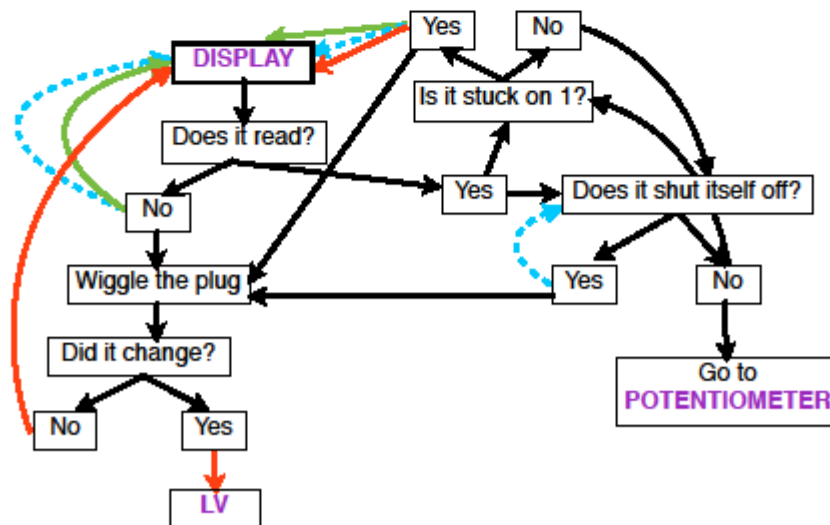 Yes
No
DISPLAY
Is it stuck on 1?
Does it read?
Yes
Does it shut itself off?
No
Wiggle the plug
Yes
No
Did it change?
Go to
POTENTIOMETER
No
Yes
LV